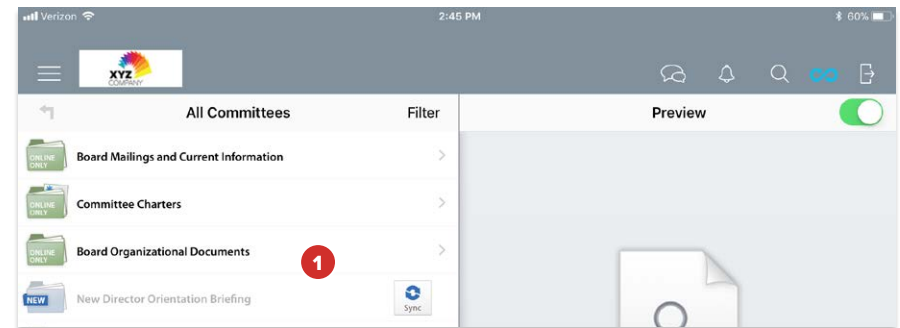 Verizon
2:45 PM
60%
XYZ
COMPANY
All Committees
Filter
Preview
ONLINE
ONLY
Board Mailings and Current Information
ONLINE
ONLY
Committee Charters
ONLINE
ONLY
Board Organizational Documents
1
NEW
New Director Orientation Briefing
Sync